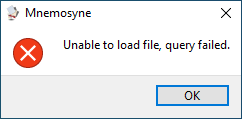 Mnemosyne
Unable to load file, query failed.
OK